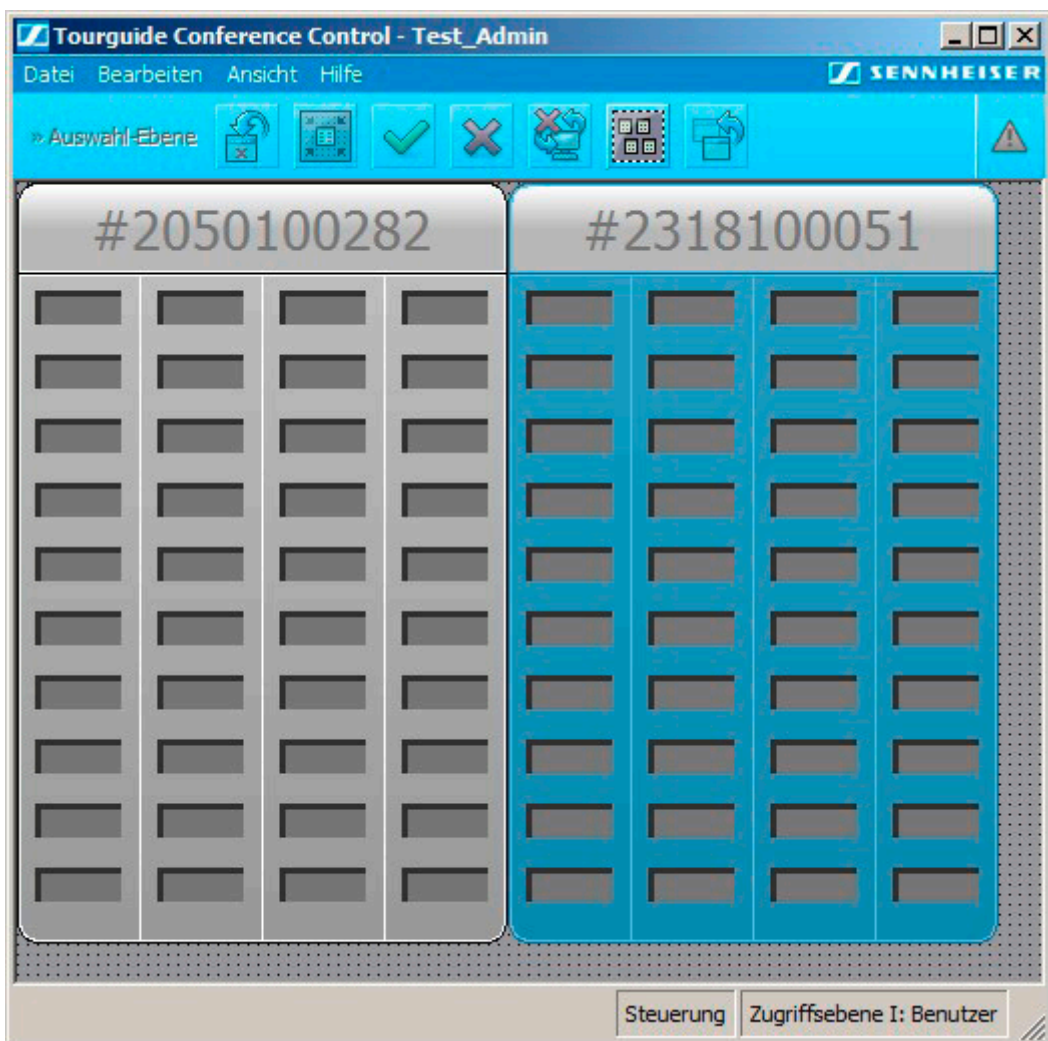 Tourguide Conference Control - Test_Admin
Datei Bearbeiten Ansicht Hilfe
SENNHEISER
» Auswahl-Ebene
#2050100282
#2318100051
Steuerung
Zugriffsebene I: Benutzer